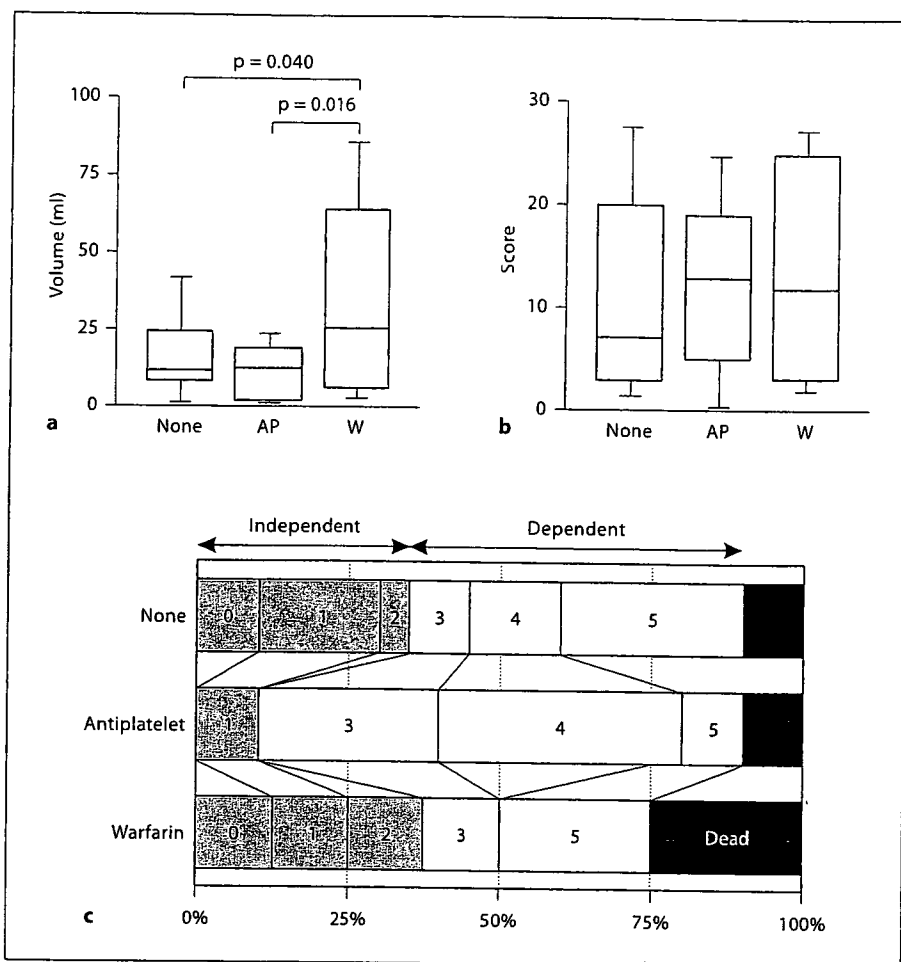 p = 0.040
p = 0.016
100
75
50
25
0
Volume (ml)
None AP W
a
30
20
10
0
Score
None AP W
b
Independent Dependent
None 0 1 2 3 4 5
Antiplatelet 1 3 4 5
Warfarin 0 1 2 3 5 Dead
0% 25% 50% 75% 100%
c